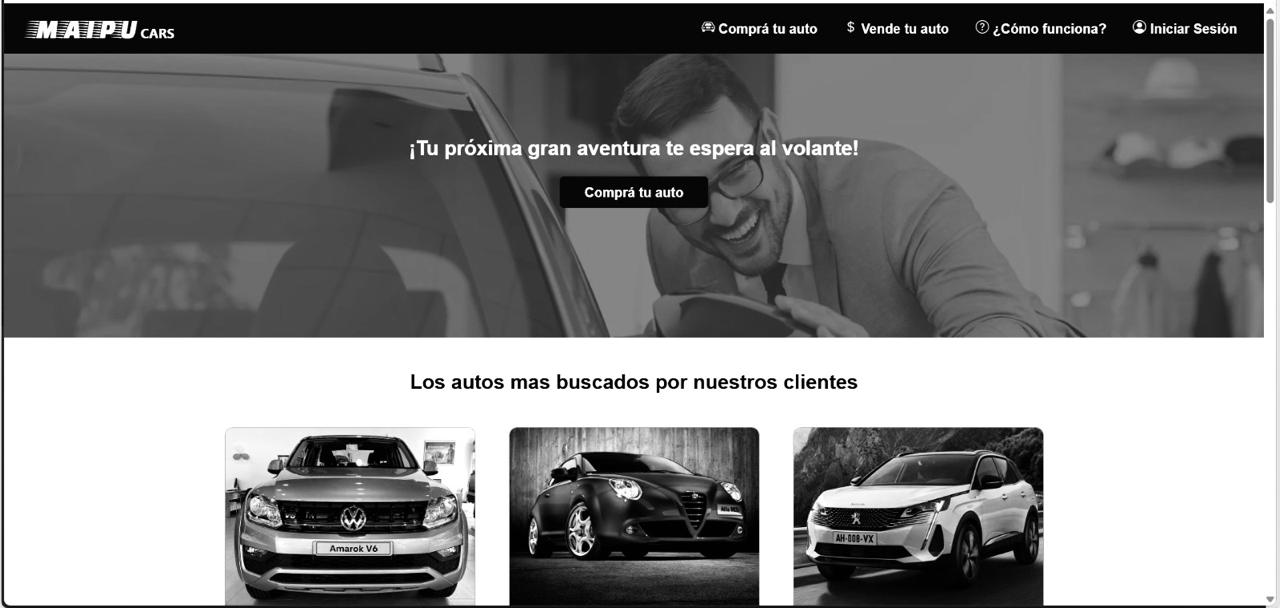 MAIPU CARS
Comprá tu auto
$ Vende tu auto
? ¿Cómo funciona?
Iniciar Sesión
¡Tu próxima gran aventura te espera al volante!
Comprá tu auto
Los autos mas buscados por nuestros clientes
Amarok V6
AH-008-VX